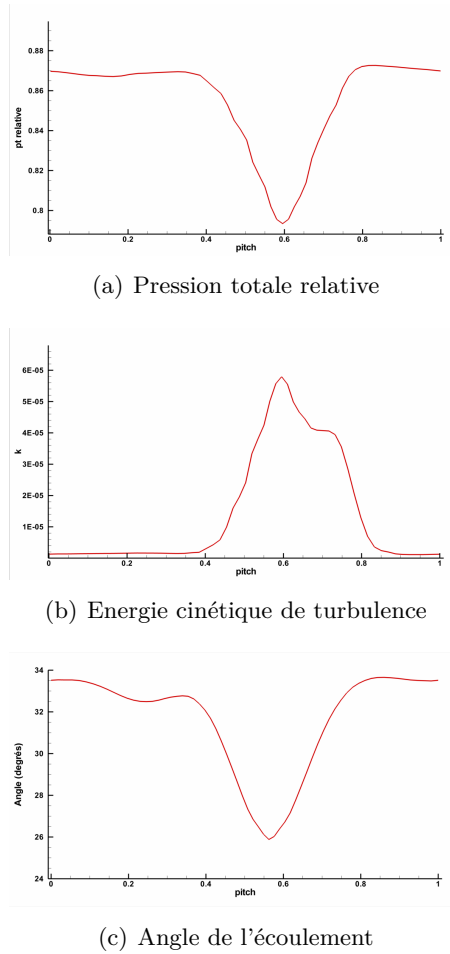 0.88
0.86
0.84
0.82
0.8
pt relative
0 0.2 0.4 0.6 0.8 1
pitch
(a) Pression totale relative
6E-05
5E-05
4E-05
3E-05
2E-05
1E-05
k
0 0.2 0.4 0.6 0.8 1
pitch
(b) Energie cinétique de turbulence
34
32
30
28
26
24
Angle (degrés)
0 0.2 0.4 0.6 0.8 1
pitch
(c) Angle de l'écoulement